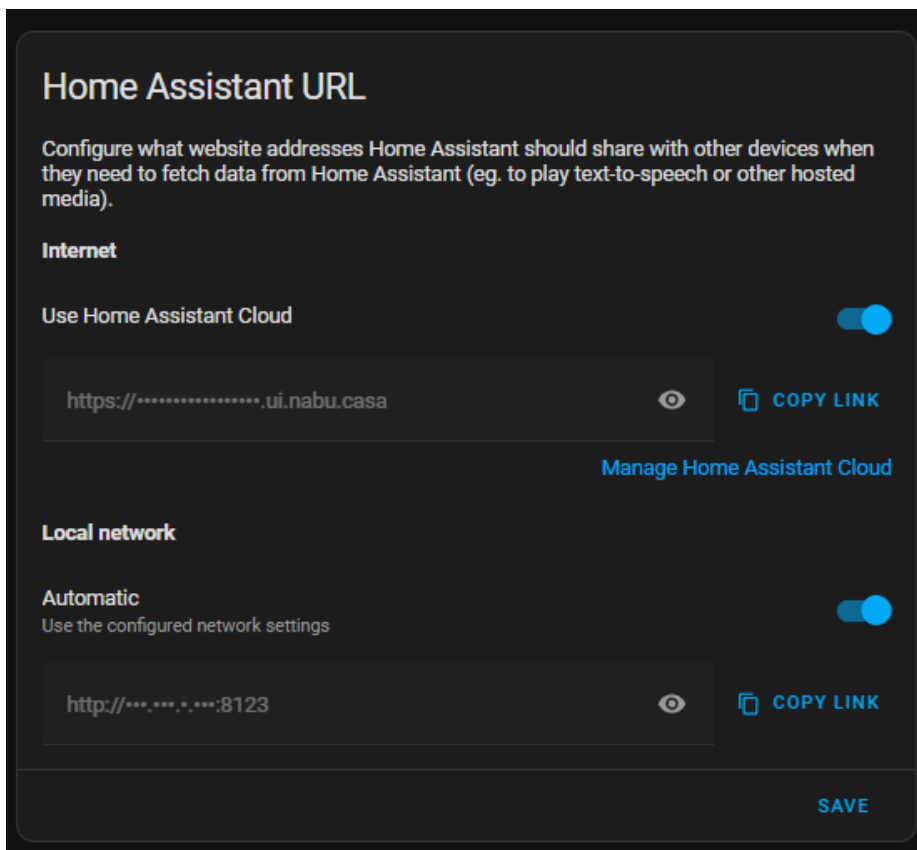 Home Assistant URL
Configure what website addresses Home Assistant should share with other devices when
they need to fetch data from Home Assistant (eg. to play text-to-speech or other hosted
media).
Internet
Use Home Assistant Cloud
https://•••••••••••••••••.ui.nabu.casa
COPY LINK
Manage Home Assistant Cloud
Local network
Automatic
Use the configured network settings
http://•••.•••.•.•••:8123
COPY LINK
SAVE